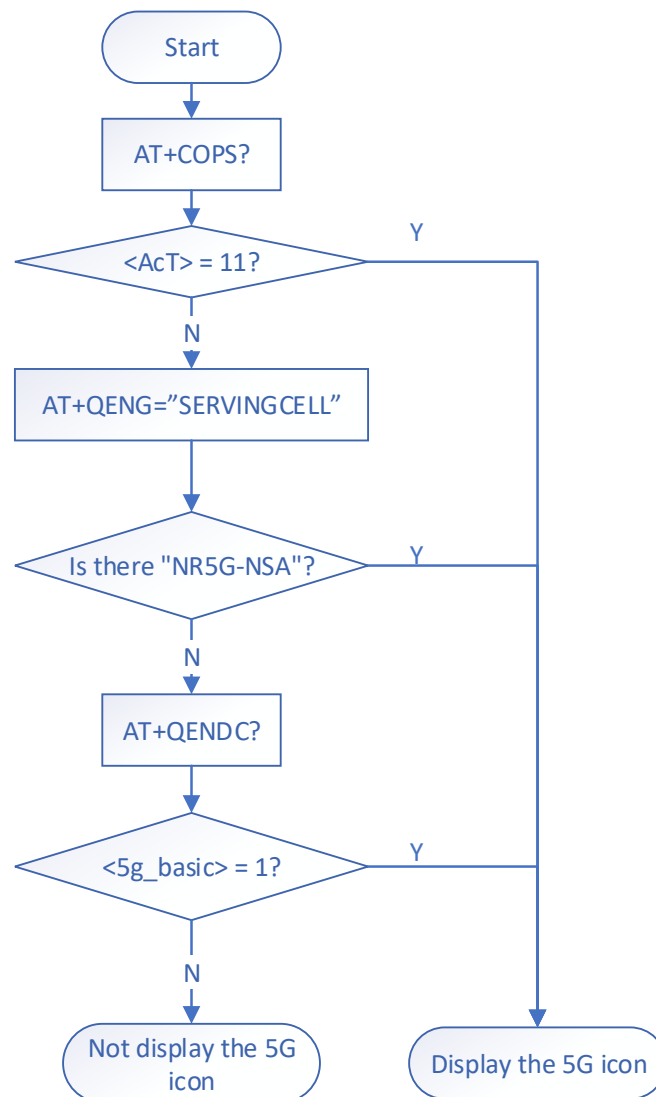 Start
AT+COPS?
<AcT> = 11?
Y
N
AT+QENG=”SERVINGCELL”
Is there "NR5G-NSA"?
Y
N
AT+QENDC?
<5g_basic> = 1?
Y
N
Not display the 5G
icon
Display the 5G icon